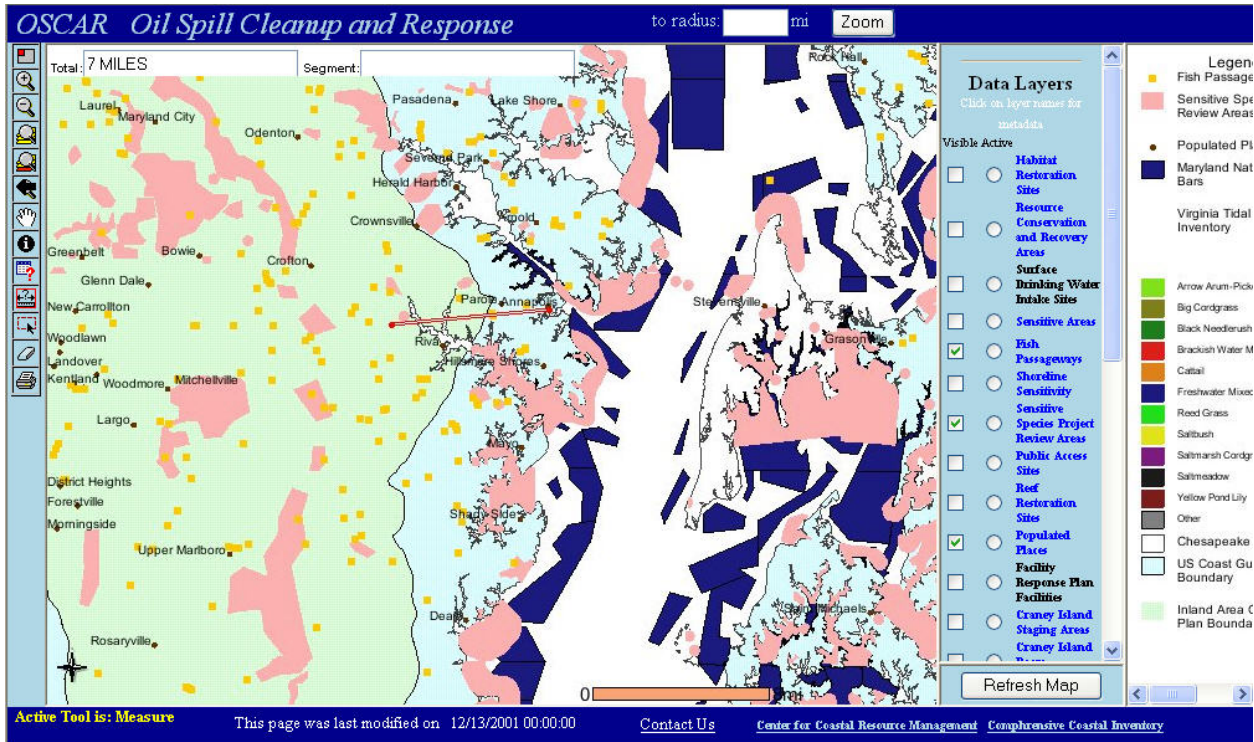 OSCAR Oil Spill Cleanup and Response
to radius: mi Zoom
Total: 7 MILES
Segment:
Rock Hall
Laurel
Maryland City
Pasadena
Lake Shore
Odenton
Severna Park
Herald Harbor
Crownsville
Arnold
Greenbelt
Bowie
Crofton
Glenn Dale
New Carrollton
Parole
Annapolis
Stevensville
Woodlawn
Riva
Grasonville
Landover
Hillsmere Shores
Kentland
Woodmore
Mitchellville
Largo
Mayo
District Heights
Forestville
Shady Side
Morningside
Upper Marlboro
Deale
Saint Michaels
Rosaryville
0
Data Layers
Click on layer names for
metadata
Visible Active
Habitat
Restoration
Sites
Resource
Conservation
and Recovery
Areas
Surface
Drinking Water
Intake Sites
Sensitive Areas
Fish
Passageways
Shoreline
Sensitivity
Sensitive
Species Project
Review Areas
Public Access
Sites
Reef
Restoration
Sites
Populated
Places
Facility
Response Plan
Facilities
Craney Island
Staging Areas
Craney Island
Refresh Map
Legen
Fish Passage
Sensitive Spe
Review Areas
Populated Pl
Maryland Nat
Bars
Virginia Tidal
Inventory
Arrow Arum-Picke
Big Cordgrass
Black Needlerush
Brackish Water M
Cattail
Freshwater Mixed
Reed Grass
Saltbush
Saltmarsh Cordgr
Saltmeadow
Yellow Pond Lily
Other
Chesapeake
US Coast Gu
Boundary
Inland Area C
Plan Bounda
Active Tool is: Measure
This page was last modified on 12/13/2001 00:00:00
Contact Us
Center for Coastal Resource Management
Comphrensive Coastal Inventory